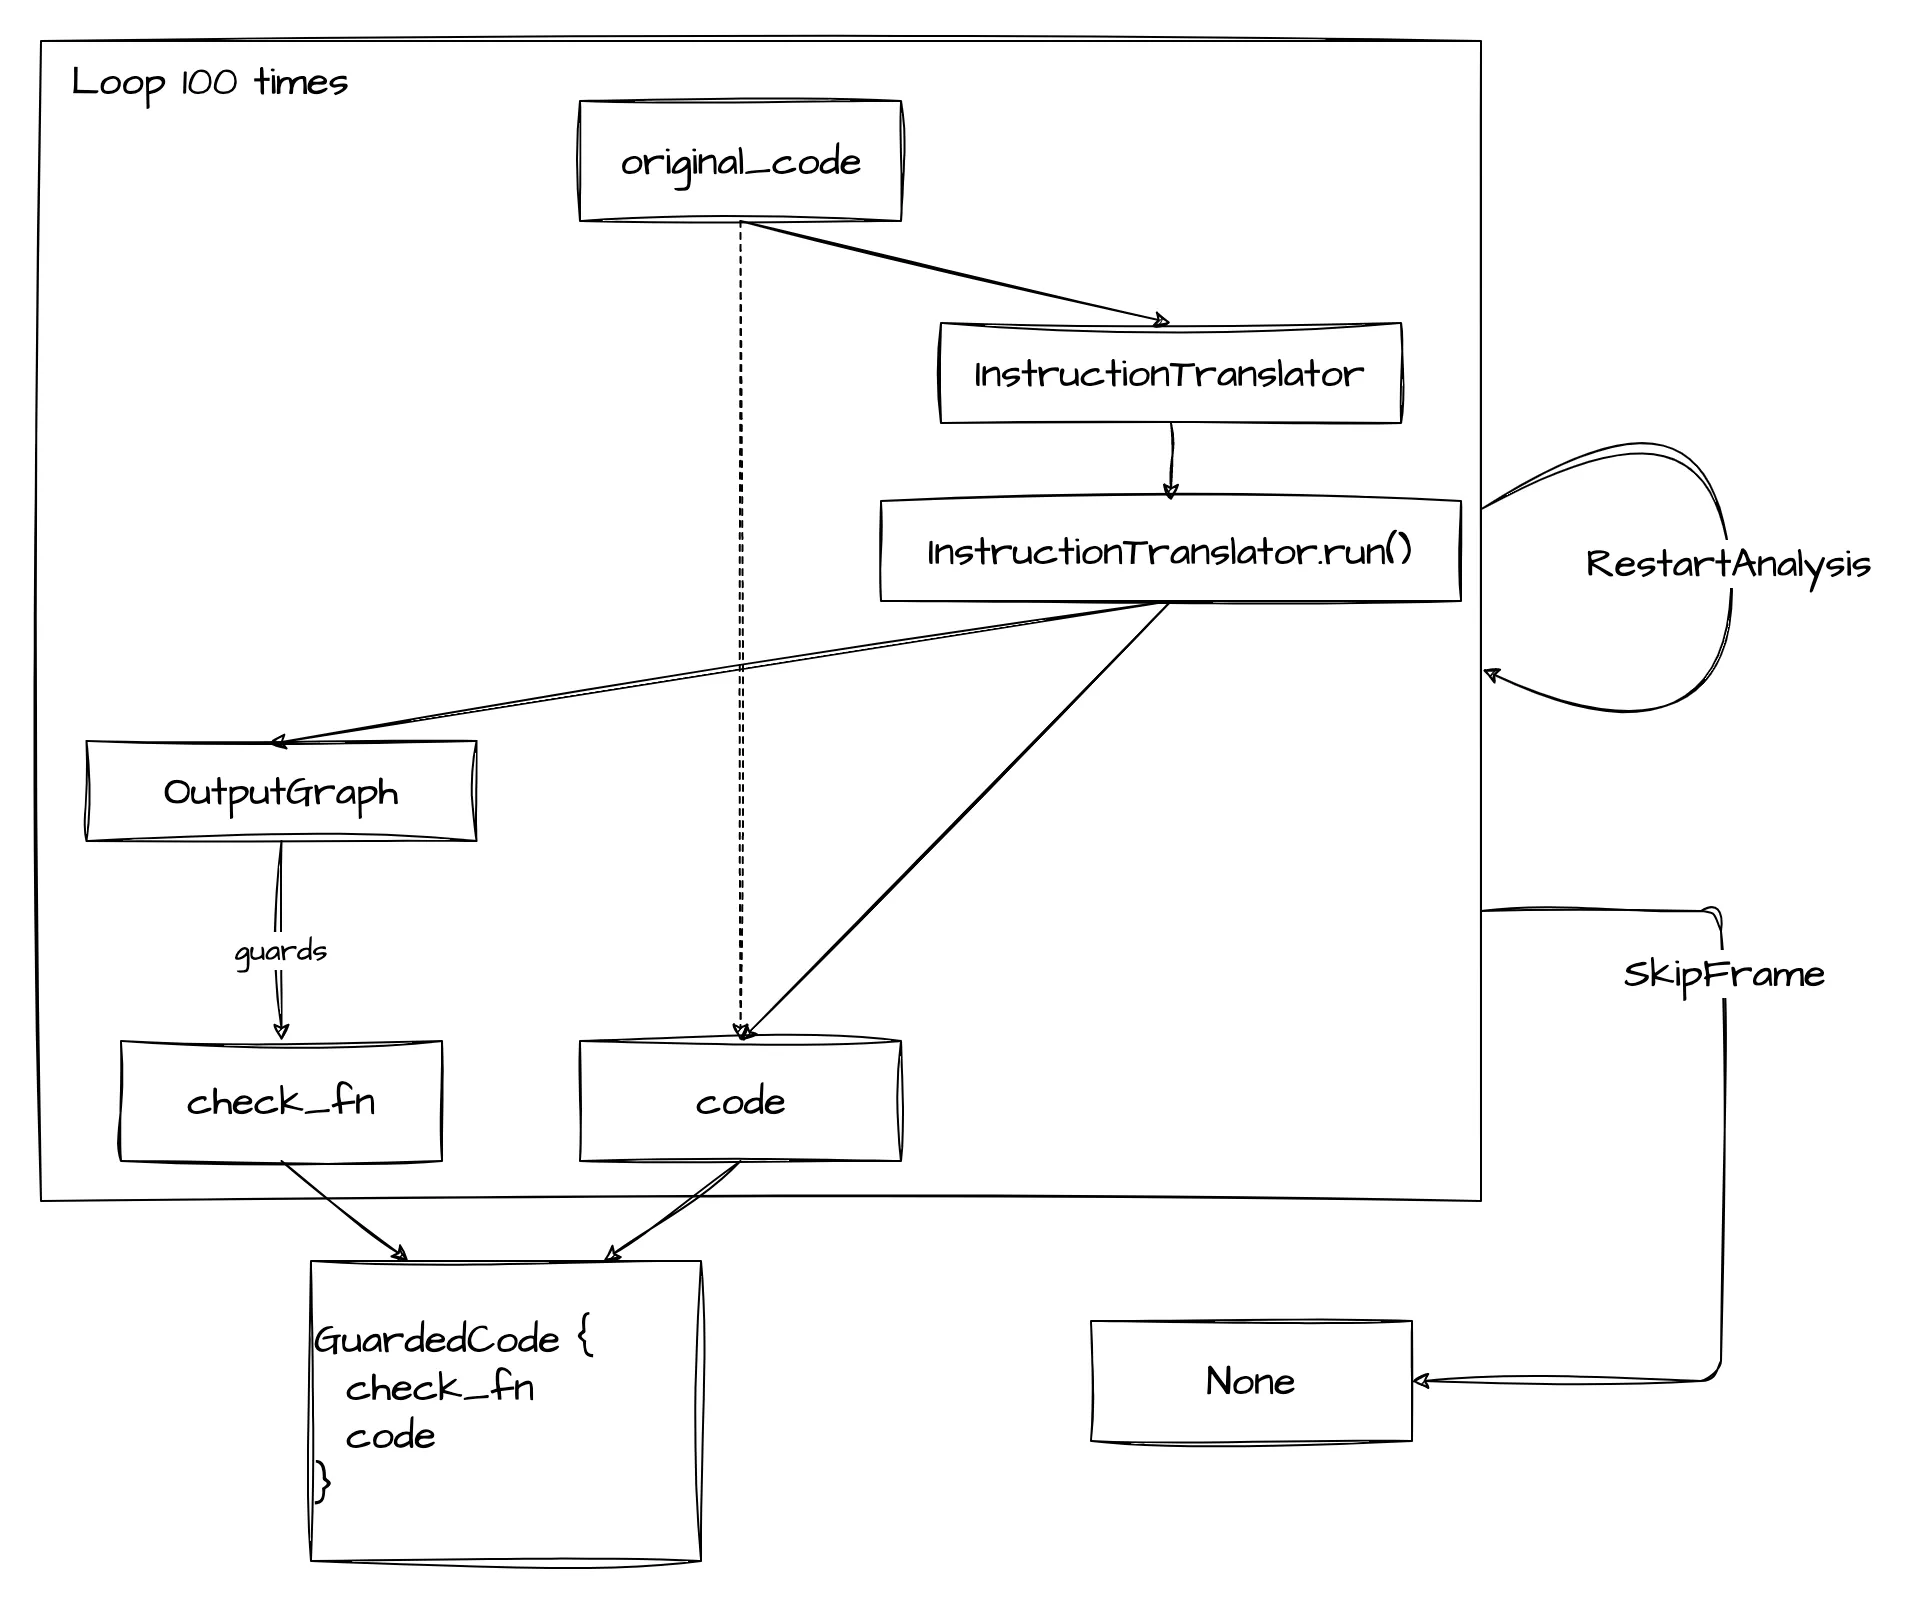 Loop 100 times
original_code
InstructionTranslator
InstructionTranslator.run()
RestartAnalysis
OutputGraph
guards
SkipFrame
check_fn
code
GuardedCode {
check_fn
code
}
None